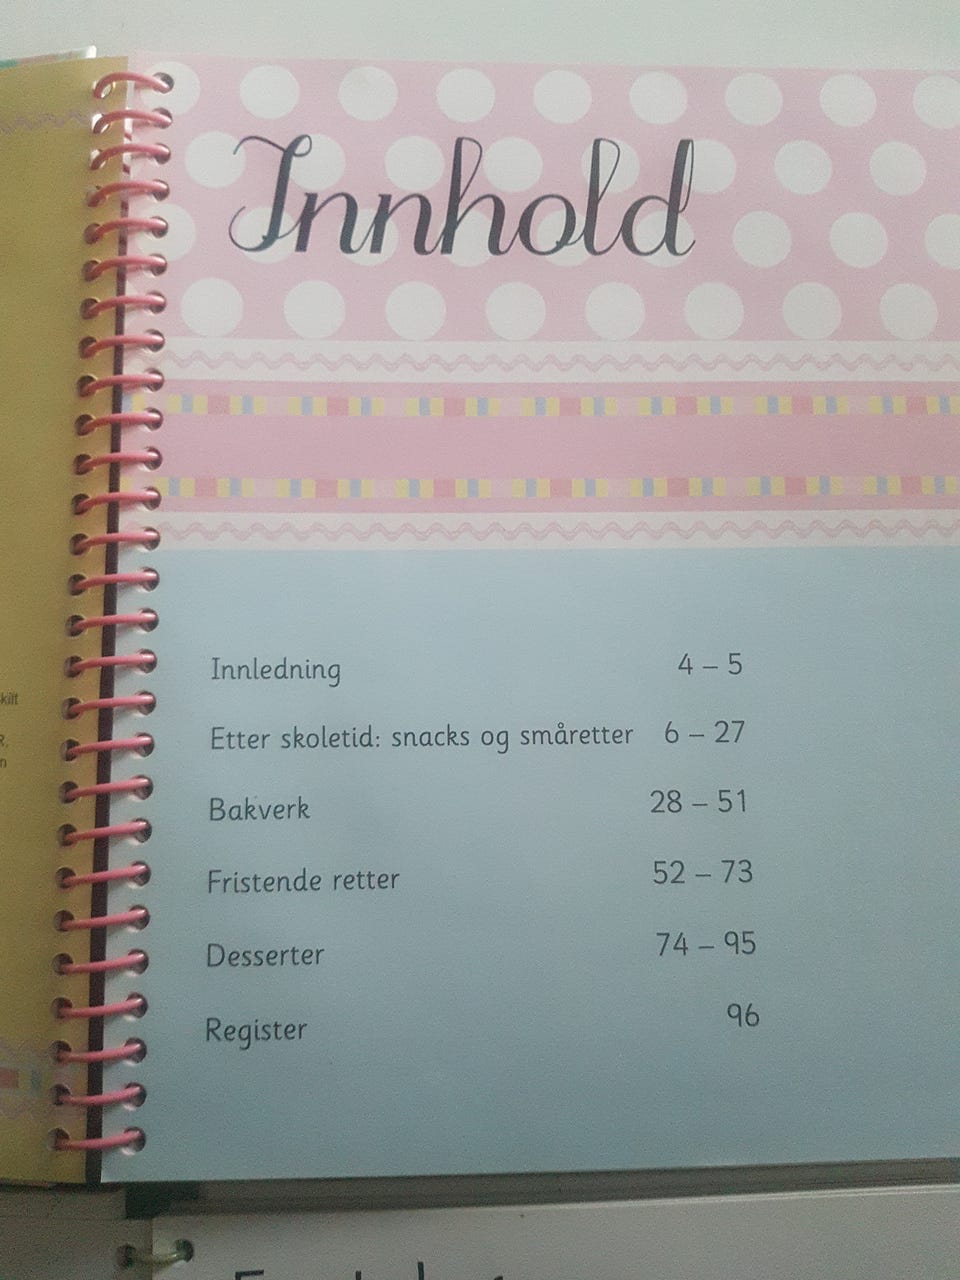 Innhold
Innledning 4 – 5
Etter skoletid: snacks og småretter 6 – 27
Bakverk 28 – 51
Fristende retter 52 – 73
Desserter 74 – 95
Register 96